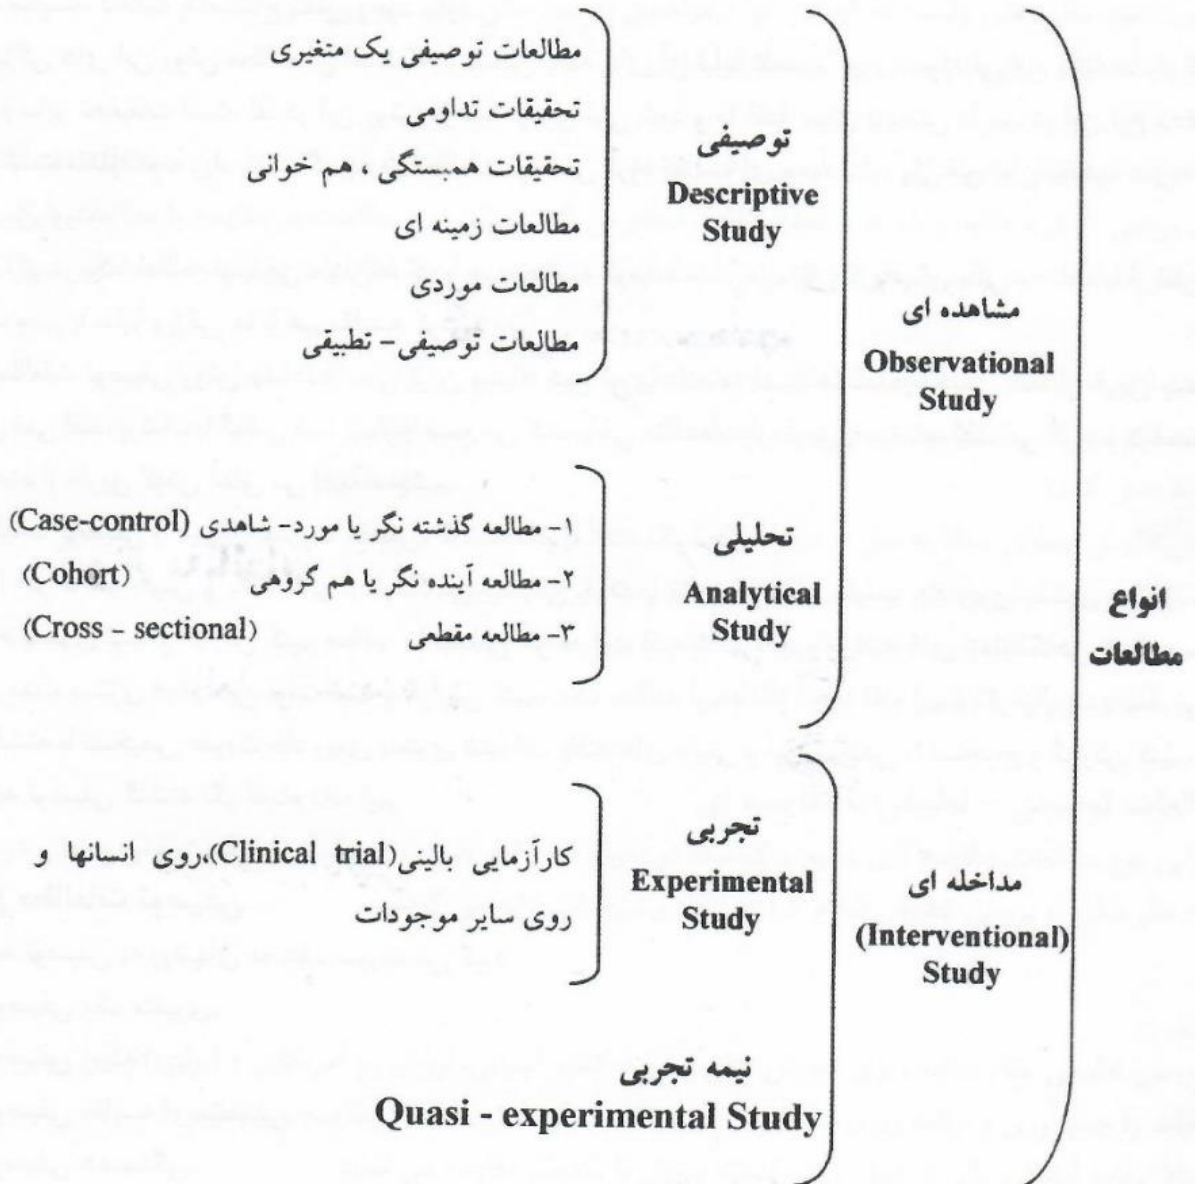 انواع
مطالعات
مشاهده ای
Observational
Study
توصیفی
Descriptive
Study
مطالعات توصیفی یک متغیری
تحقیقات تداومی
تحقیقات همبستگی ، هم خوانی
مطالعات زمینه ای
مطالعات موردی
مطالعات توصیفی – تطبیقی
تحلیلی
Analytical
Study
۱- مطالعه گذشته نگر یا مورد- شاهدی (Case-control)
۲- مطالعه آینده نگر یا هم گروهی (Cohort)
۳- مطالعه مقطعی (Cross – sectional)
مداخله ای
(Interventional)
Study
تجربی
Experimental
Study
کارآزمایی بالینی(Clinical trial)،روی انسانها و
روی سایر موجودات
نیمه تجربی
Quasi - experimental Study